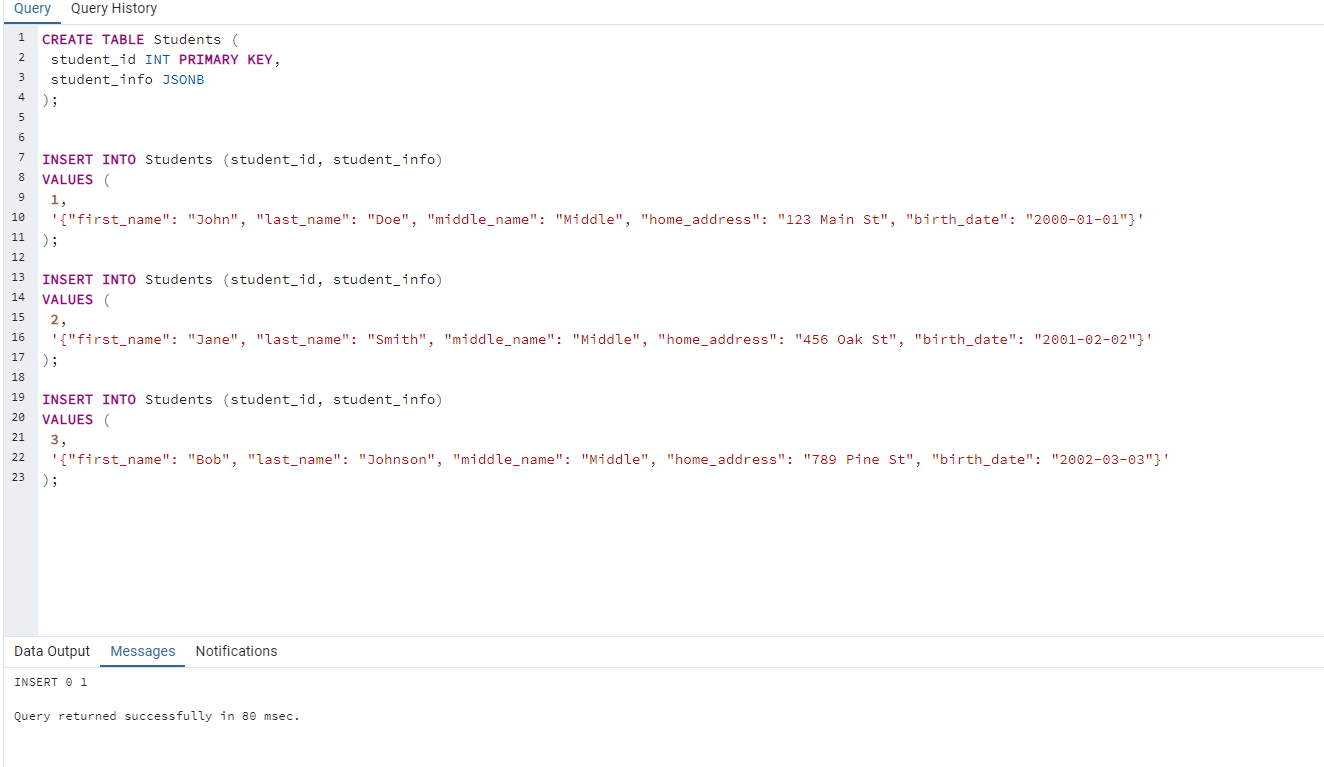 Query Query History
1 CREATE TABLE Students (
2 student_id INT PRIMARY KEY,
3 student_info JSONB
4 );
5
6
7 INSERT INTO Students (student_id, student_info)
8 VALUES (
9 1,
10 '{"first_name": "John", "last_name": "Doe", "middle_name": "Middle", "home_address": "123 Main St", "birth_date": "2000-01-01"}'
11 );
12
13 INSERT INTO Students (student_id, student_info)
14 VALUES (
15 2,
16 '{"first_name": "Jane", "last_name": "Smith", "middle_name": "Middle", "home_address": "456 Oak St", "birth_date": "2001-02-02"}'
17 );
18
19 INSERT INTO Students (student_id, student_info)
20 VALUES (
21 3,
22 '{"first_name": "Bob", "last_name": "Johnson", "middle_name": "Middle", "home_address": "789 Pine St", "birth_date": "2002-03-03"}'
23 );
Data Output Messages Notifications
INSERT 0 1
Query returned successfully in 80 msec.